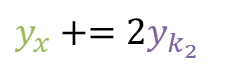 y_x += 2y_{k_2}